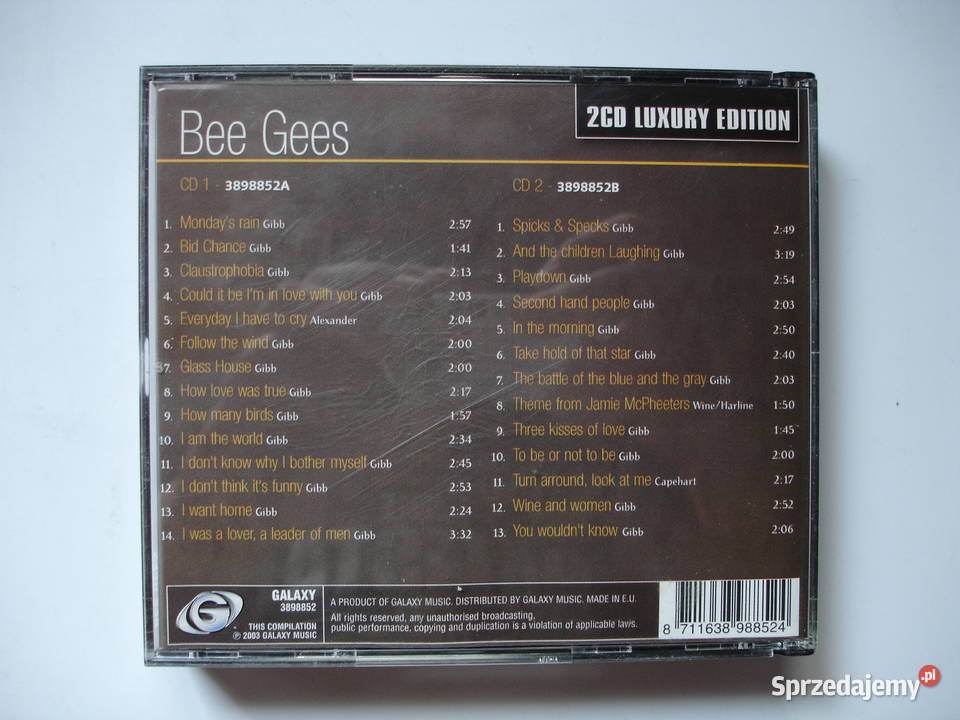 Bee Gees
2CD LUXURY EDITION
CD 1 - 3898852A
1. Monday's rain Gibb 2:57
2. Bid Chance Gibb 1:41
3. Claustrophobia Gibb 2:13
4. Could it be I'm in love with you Gibb 2:03
5. Everyday I have to cry Alexander 2:04
6. Follow the wind Gibb 2:00
7. Glass House Gibb 2:00
8. How love was true Gibb 2:17
9. How many birds Gibb 1:57
10. I am the world Gibb 2:34
11. I don't know why I bother myself Gibb 2:45
12. I don't think it's funny Gibb 2:53
13. I want home Gibb 2:24
14. I was a lover, a leader of men Gibb 3:32
CD 2 - 3898852B
1. Spicks & Specks Gibb 2:49
2. And the children Laughing Gibb 3:19
3. Playdown Gibb 2:54
4. Second hand people Gibb 2:03
5. In the morning Gibb 2:50
6. Take hold of that star Gibb 2:40
7. The battle of the blue and the gray Gibb 2:03
8. Theme from Jamie McPheeters Wine/Harline 1:50
9. Three kisses of love Gibb 1:45
10. To be or not to be Gibb 2:00
11. Turn arround, look at me Capehart 2:17
12. Wine and women Gibb 2:52
13. You wouldn't know Gibb 2:06
G
GALAXY
3898852
THIS COMPILATION
℗ 2003 GALAXY MUSIC
A PRODUCT OF GALAXY MUSIC. DISTRIBUTED BY GALAXY MUSIC. MADE IN E.U.
All rights reserved, any unauthorised broadcasting,
public performance, copying and duplication is a violation of applicable laws.
8 711638 988524
Sprzedajemy.pl